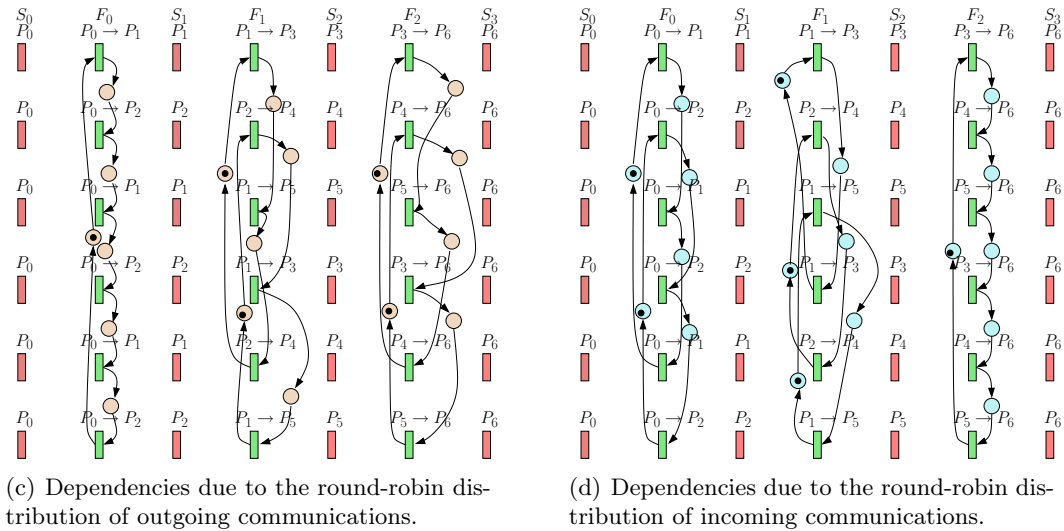 S₀ F₀ S₁ F₁ S₂ F₂ S₃
P₀ P₀ → P₁ P₁ P₁ → P₃ P₃ P₃ → P₆ P₆
P₀ P₀ → P₂ P₂ P₂ → P₄ P₄ P₄ → P₆ P₆
P₀ P₀ → P₁ P₁ P₁ → P₅ P₅ P₅ → P₆ P₆
P₀ P₀ → P₂ P₂ P₁ → P₃ P₃ P₃ → P₆ P₆
P₀ P₀ → P₁ P₁ P₂ → P₄ P₄ P₄ → P₆ P₆
P₀ P₀ → P₂ P₂ P₁ → P₅ P₅ P₅ → P₆ P₆
(c) Dependencies due to the round-robin dis-
tribution of outgoing communications.
S₀ F₀ S₁ F₁ S₂ F₂ S₃
P₀ P₀ → P₁ P₁ P₁ → P₃ P₃ P₃ → P₆ P₆
P₀ P₀ → P₂ P₂ P₂ → P₄ P₄ P₄ → P₆ P₆
P₀ P₀ → P₁ P₁ P₁ → P₅ P₅ P₅ → P₆ P₆
P₀ P₀ → P₂ P₂ P₁ → P₃ P₃ P₃ → P₆ P₆
P₀ P₀ → P₁ P₁ P₂ → P₄ P₄ P₄ → P₆ P₆
P₀ P₀ → P₂ P₂ P₁ → P₅ P₅ P₅ → P₆ P₆
(d) Dependencies due to the round-robin dis-
tribution of incoming communications.